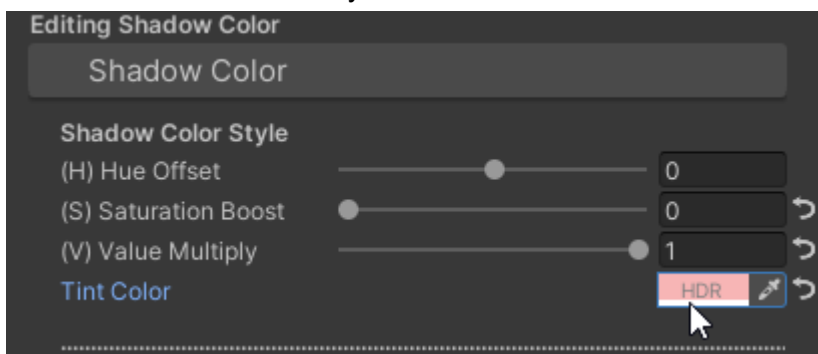 Editing Shadow Color
Shadow Color
Shadow Color Style
(H) Hue Offset 0
(S) Saturation Boost 0
(V) Value Multiply 1
Tint Color HDR